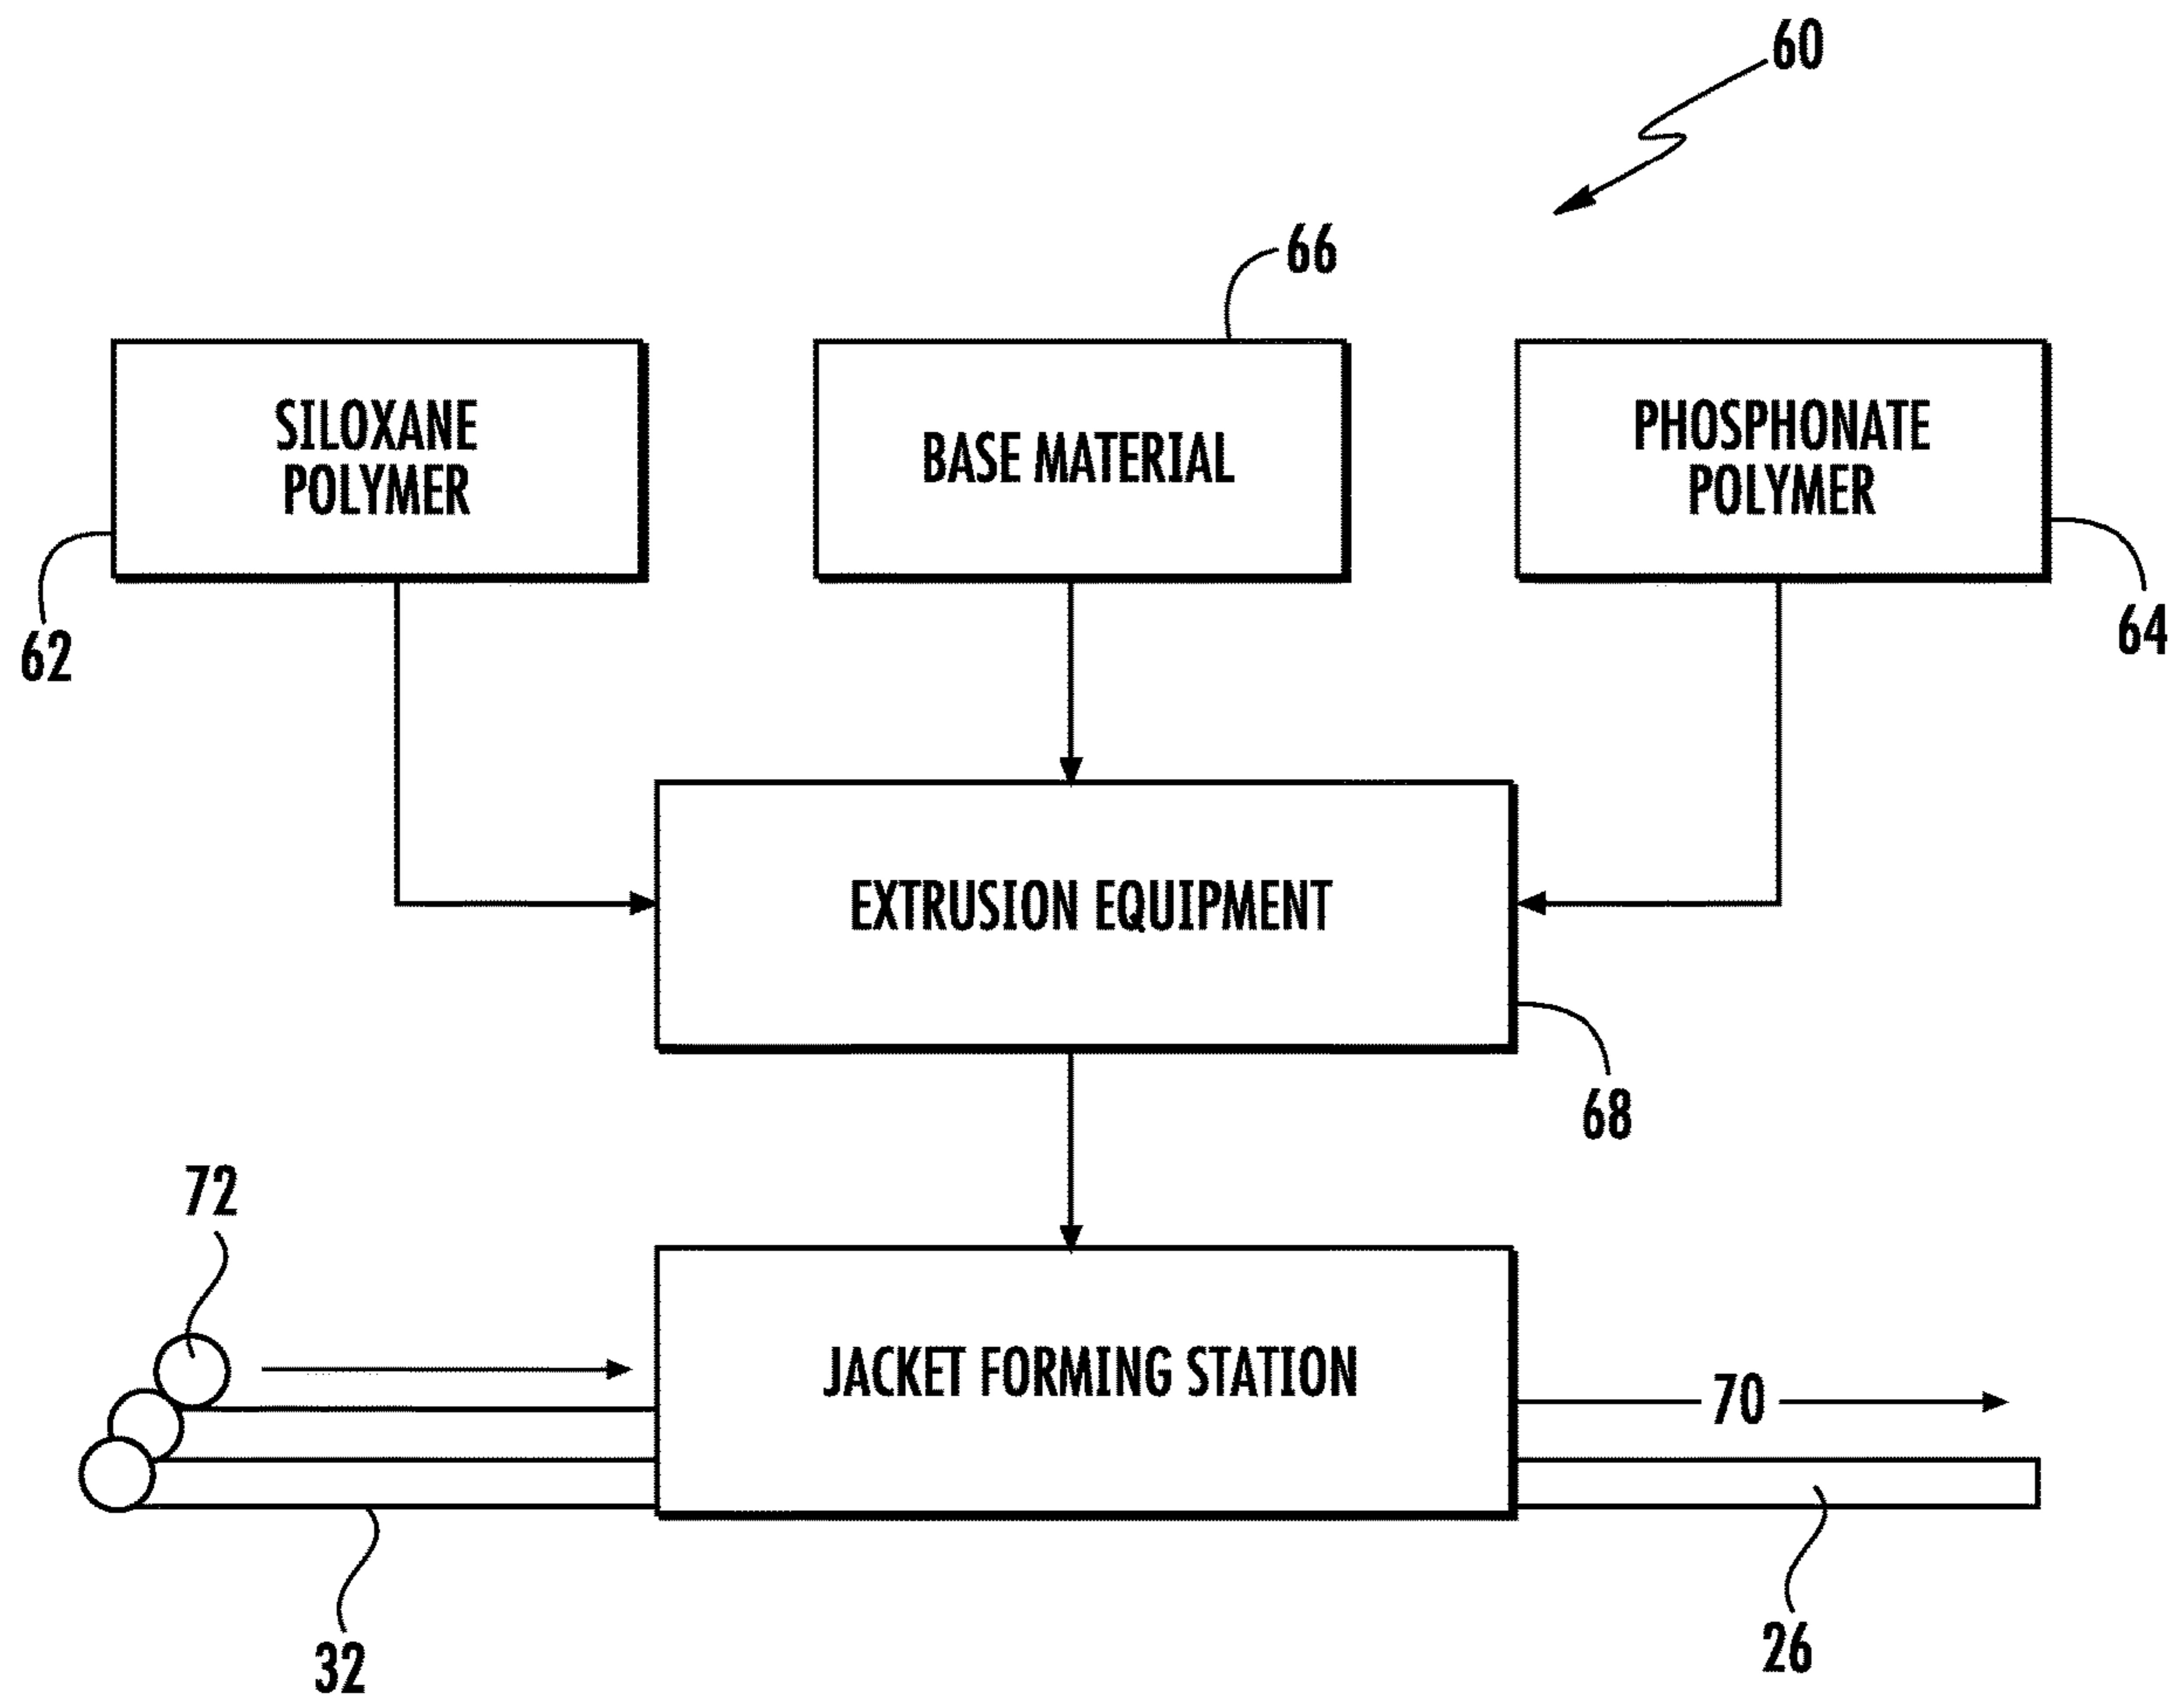 60
66
SILOXANE
POLYMER
BASE MATERIAL
PHOSPHONATE
POLYMER
62
64
EXTRUSION EQUIPMENT
68
72
JACKET FORMING STATION
70
32
26